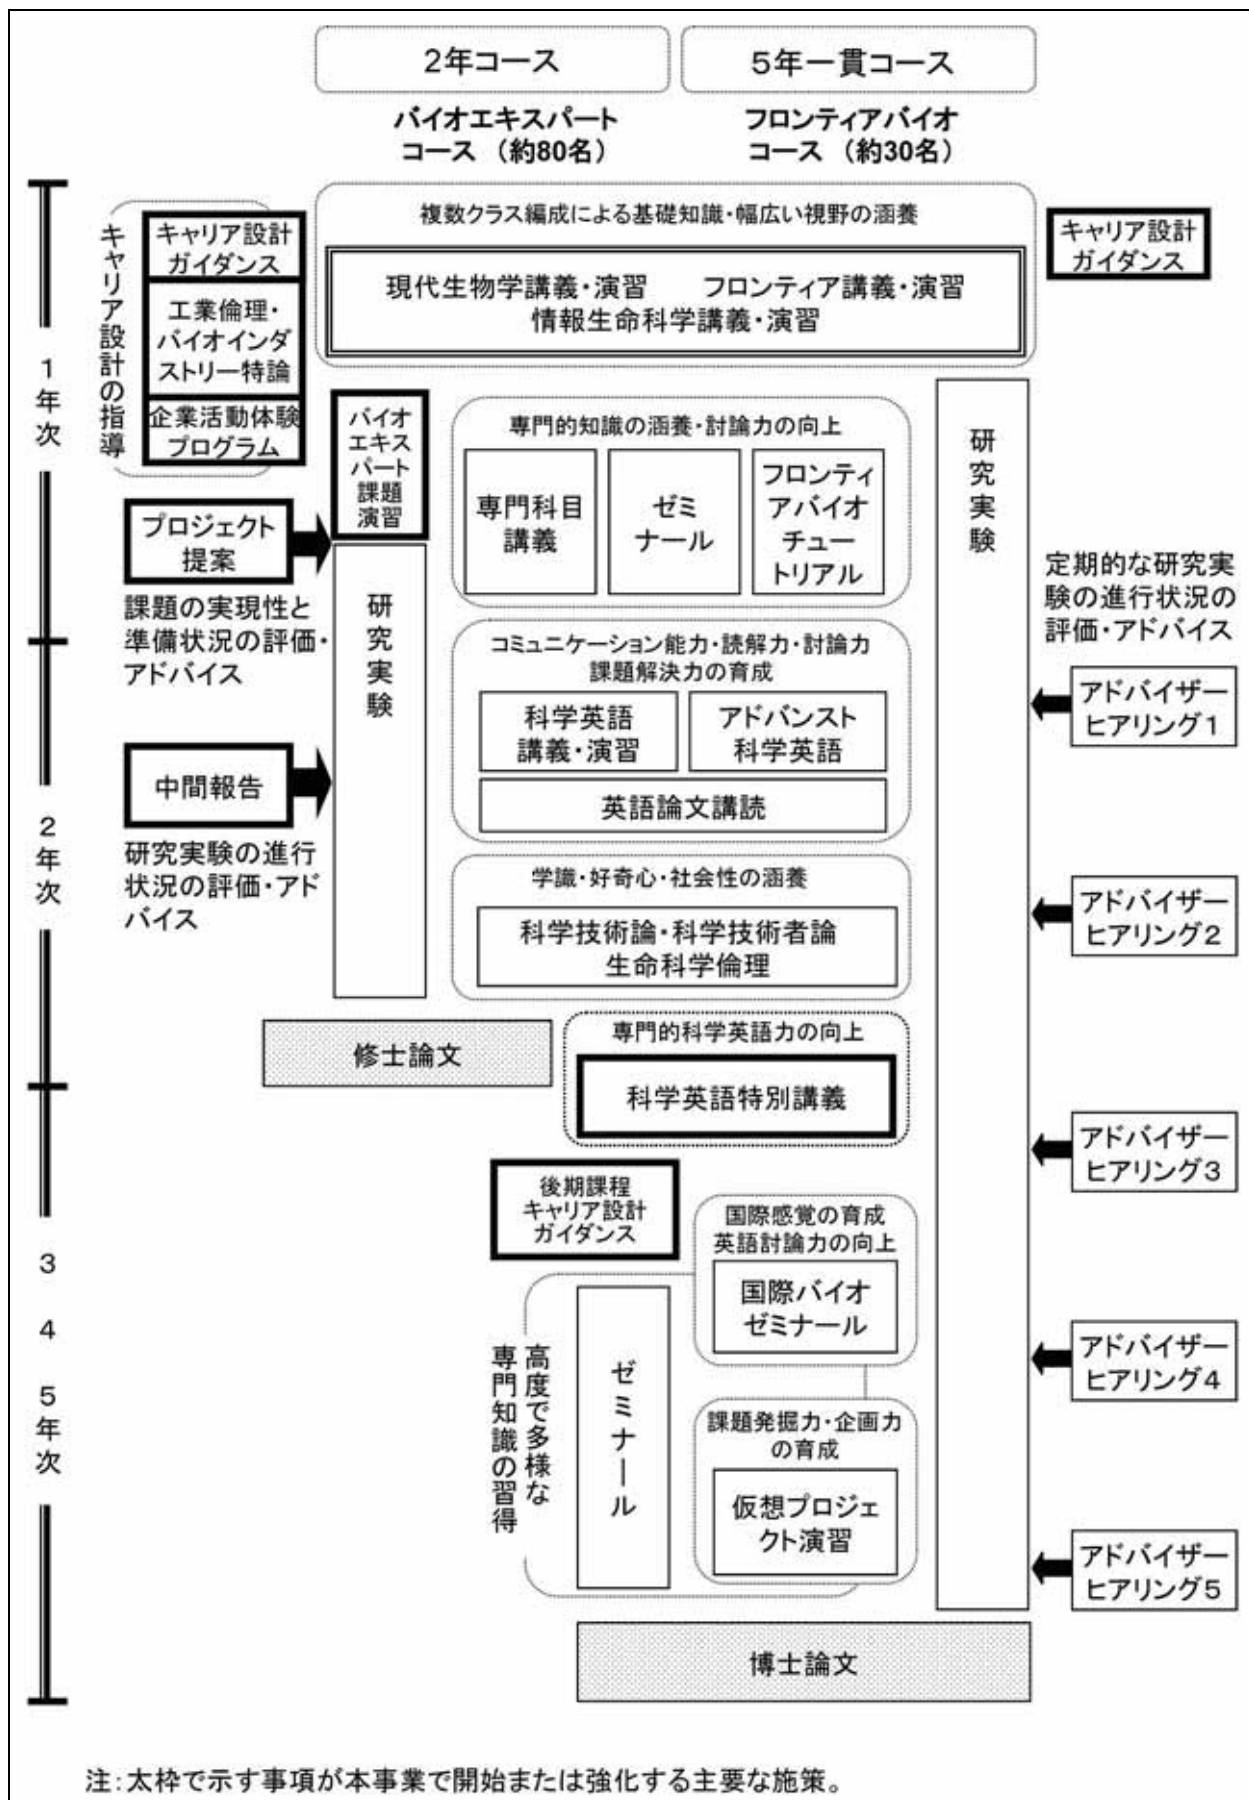 2年コース
5年一貫コース
バイオエキスパート
コース （約80名）
フロンティアバイオ
コース （約30名）
1年次
2年次
3
4
5年次
キャリア設計の指導
キャリア設計
ガイダンス
工業倫理・
バイオインダ
ストリー特論
企業活動体験
プログラム
複数クラス編成による基礎知識・幅広い視野の涵養
現代生物学講義・演習 フロンティア講義・演習
情報生命科学講義・演習
キャリア設計
ガイダンス
バイオ
エキス
パート
課題
演習
プロジェクト
提案
課題の実現性と
準備状況の評価・
アドバイス
中間報告
研究実験の進行
状況の評価・アド
バイス
研究実験
専門的知識の涵養・討論力の向上
専門科目
講義
ゼミ
ナール
フロンティ
アバイオ
チュー
トリアル
コミュニケーション能力・読解力・討論力
課題解決力の育成
科学英語
講義・演習
アドバンスト
科学英語
英語論文講読
学識・好奇心・社会性の涵養
科学技術論・科学技術者論
生命科学倫理
修士論文
専門的科学英語力の向上
科学英語特別講義
後期課程
キャリア設計
ガイダンス
高度で多様な
専門知識の習得
ゼミナール
国際感覚の育成
英語討論力の向上
国際バイオ
ゼミナール
課題発掘力・企画力
の育成
仮想プロジェ
クト演習
研究実験
定期的な研究実
験の進行状況の
評価・アドバイス
アドバイザー
ヒアリング1
アドバイザー
ヒアリング2
アドバイザー
ヒアリング3
アドバイザー
ヒアリング4
アドバイザー
ヒアリング5
博士論文
注：太枠で示す事項が本事業で開始または強化する主要な施策。